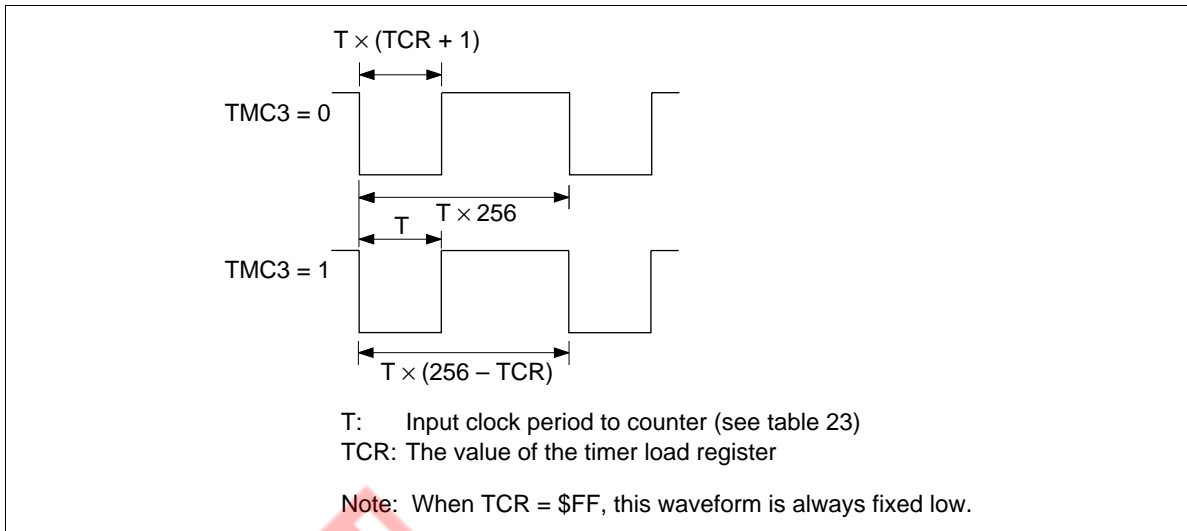 T × (TCR + 1)
TMC3 = 0
T × 256
T
TMC3 = 1
T × (256 – TCR)
T: Input clock period to counter (see table 23)
TCR: The value of the timer load register
Note: When TCR = $FF, this waveform is always fixed low.